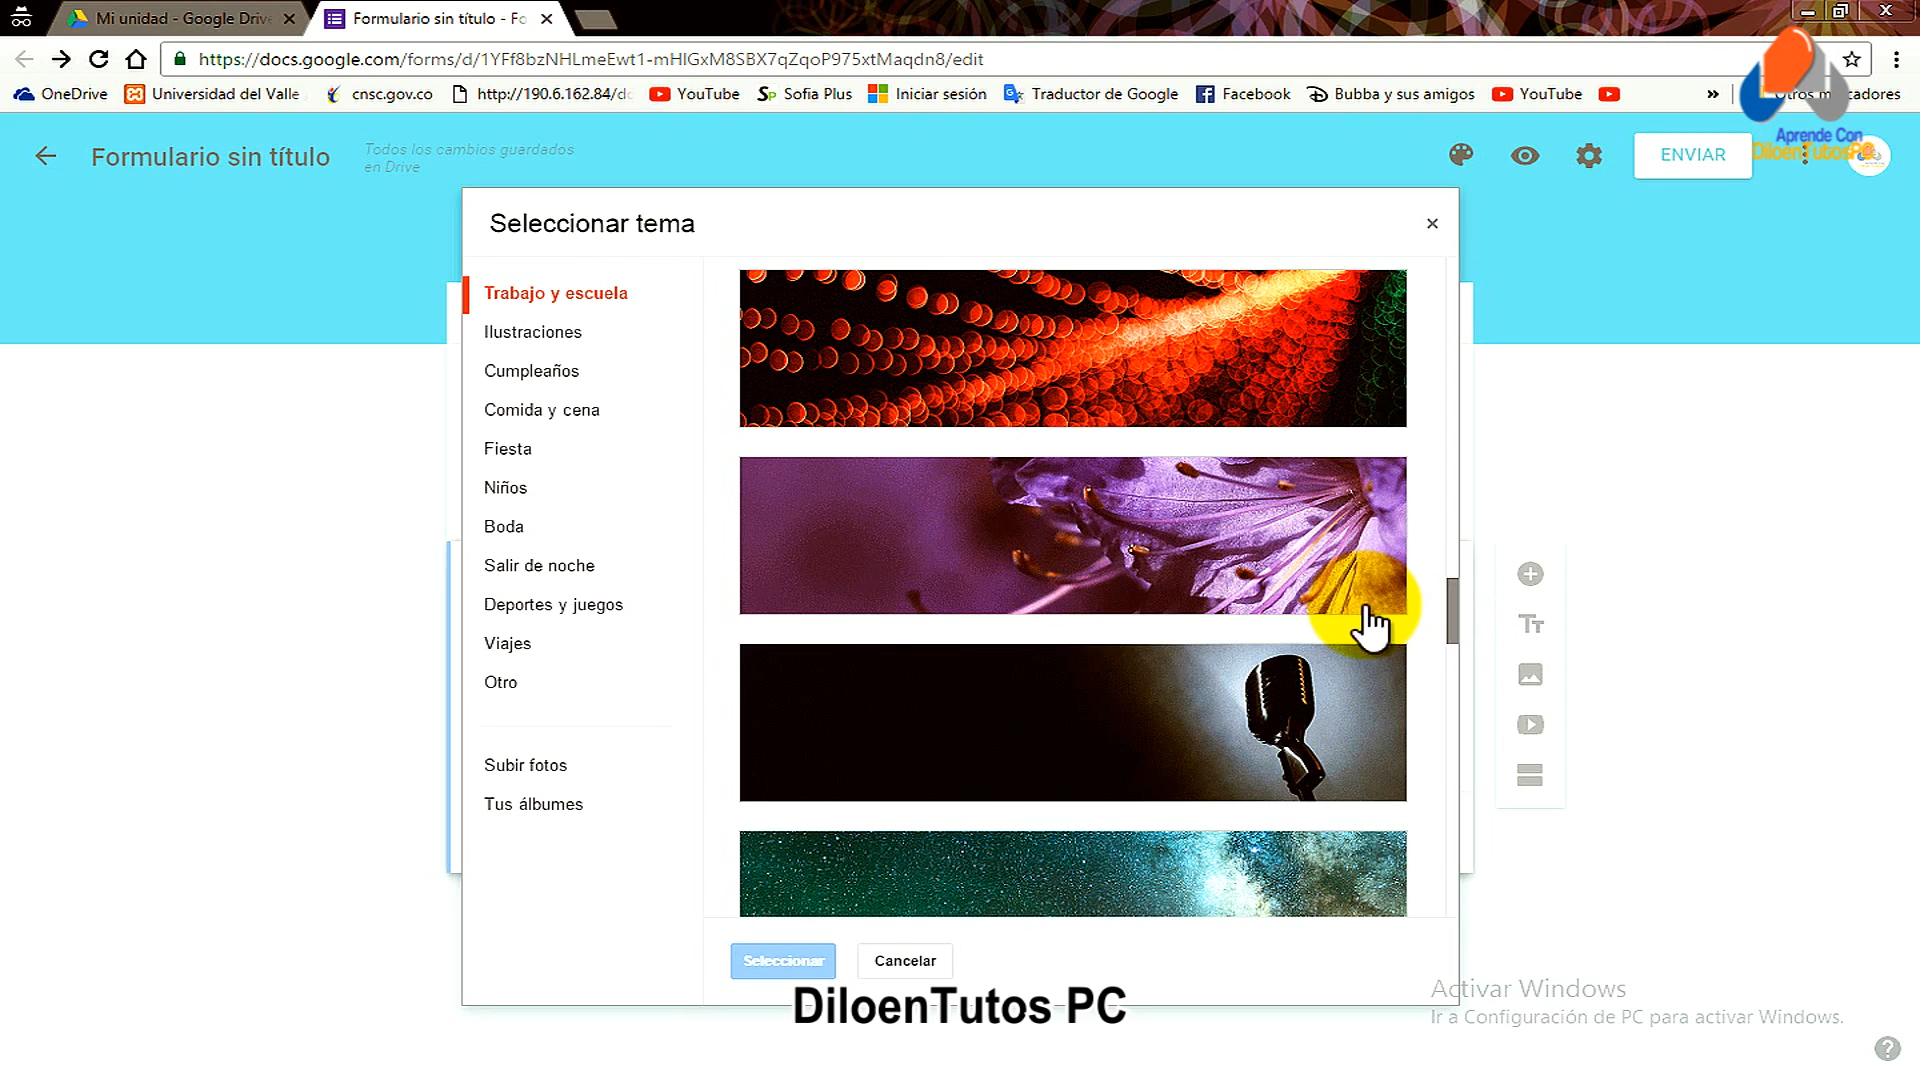 Mi unidad - Google Drive
Formulario sin título - Fo
https://docs.google.com/forms/d/1YFf8bzNHLmeEwt1-mHIGxM8SBX7qZqoP975xtMaqdn8/edit
OneDrive
Universidad del Valle
cnsc.gov.co
http://190.6.162.84/dc
YouTube
Sofia Plus
Iniciar sesión
Traductor de Google
Facebook
Bubba y sus amigos
YouTube
»
Aprende Con
DiloenTutosPC
Formulario sin título
Todos los cambios guardados
en Drive
ENVIAR
Seleccionar tema
Trabajo y escuela
Ilustraciones
Cumpleaños
Comida y cena
Fiesta
Niños
Boda
Salir de noche
Deportes y juegos
Viajes
Otro
Subir fotos
Tus álbumes
Seleccionar
Cancelar
DiloenTutos PC
Activar Windows
Ir a Configuración de PC para activar Windows.